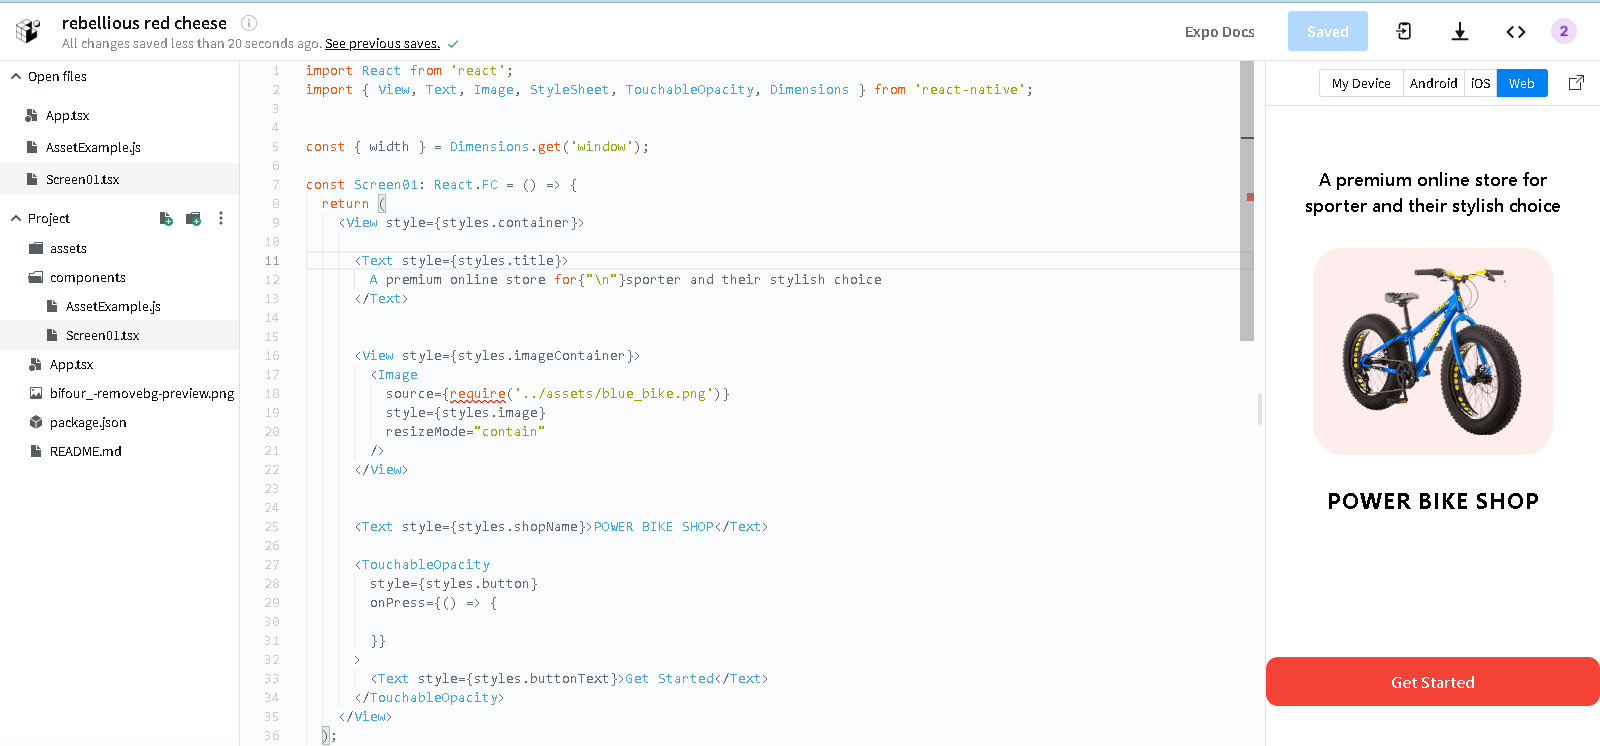 rebellious red cheese
All changes saved less than 20 seconds ago. See previous saves.
Expo Docs
Saved
2
Open files
App.tsx
AssetExample.js
Screen01.tsx
Project
assets
components
AssetExample.js
Screen01.tsx
App.tsx
bifour_-removebg-preview.png
package.json
README.md
1 import React from 'react';
2 import { View, Text, Image, StyleSheet, TouchableOpacity, Dimensions } from 'react-native';
3
4
5 const { width } = Dimensions.get('window');
6
7 const Screen01: React.FC = () => {
8 return (
9 <View style={styles.container}>
10
11 <Text style={styles.title}>
12 A premium online store for{"\n"}sporter and their stylish choice
13 </Text>
14
15
16 <View style={styles.imageContainer}>
17 <Image
18 source={require('../assets/blue_bike.png')}
19 style={styles.image}
20 resizeMode="contain"
21 />
22 </View>
23
24
25 <Text style={styles.shopName}>POWER BIKE SHOP</Text>
26
27 <TouchableOpacity
28 style={styles.button}
29 onPress={() => {
30
31 }}
32 >
33 <Text style={styles.buttonText}>Get Started</Text>
34 </TouchableOpacity>
35 </View>
36 );
My Device Android iOS Web
A premium online store for
sporter and their stylish choice
POWER BIKE SHOP
Get Started